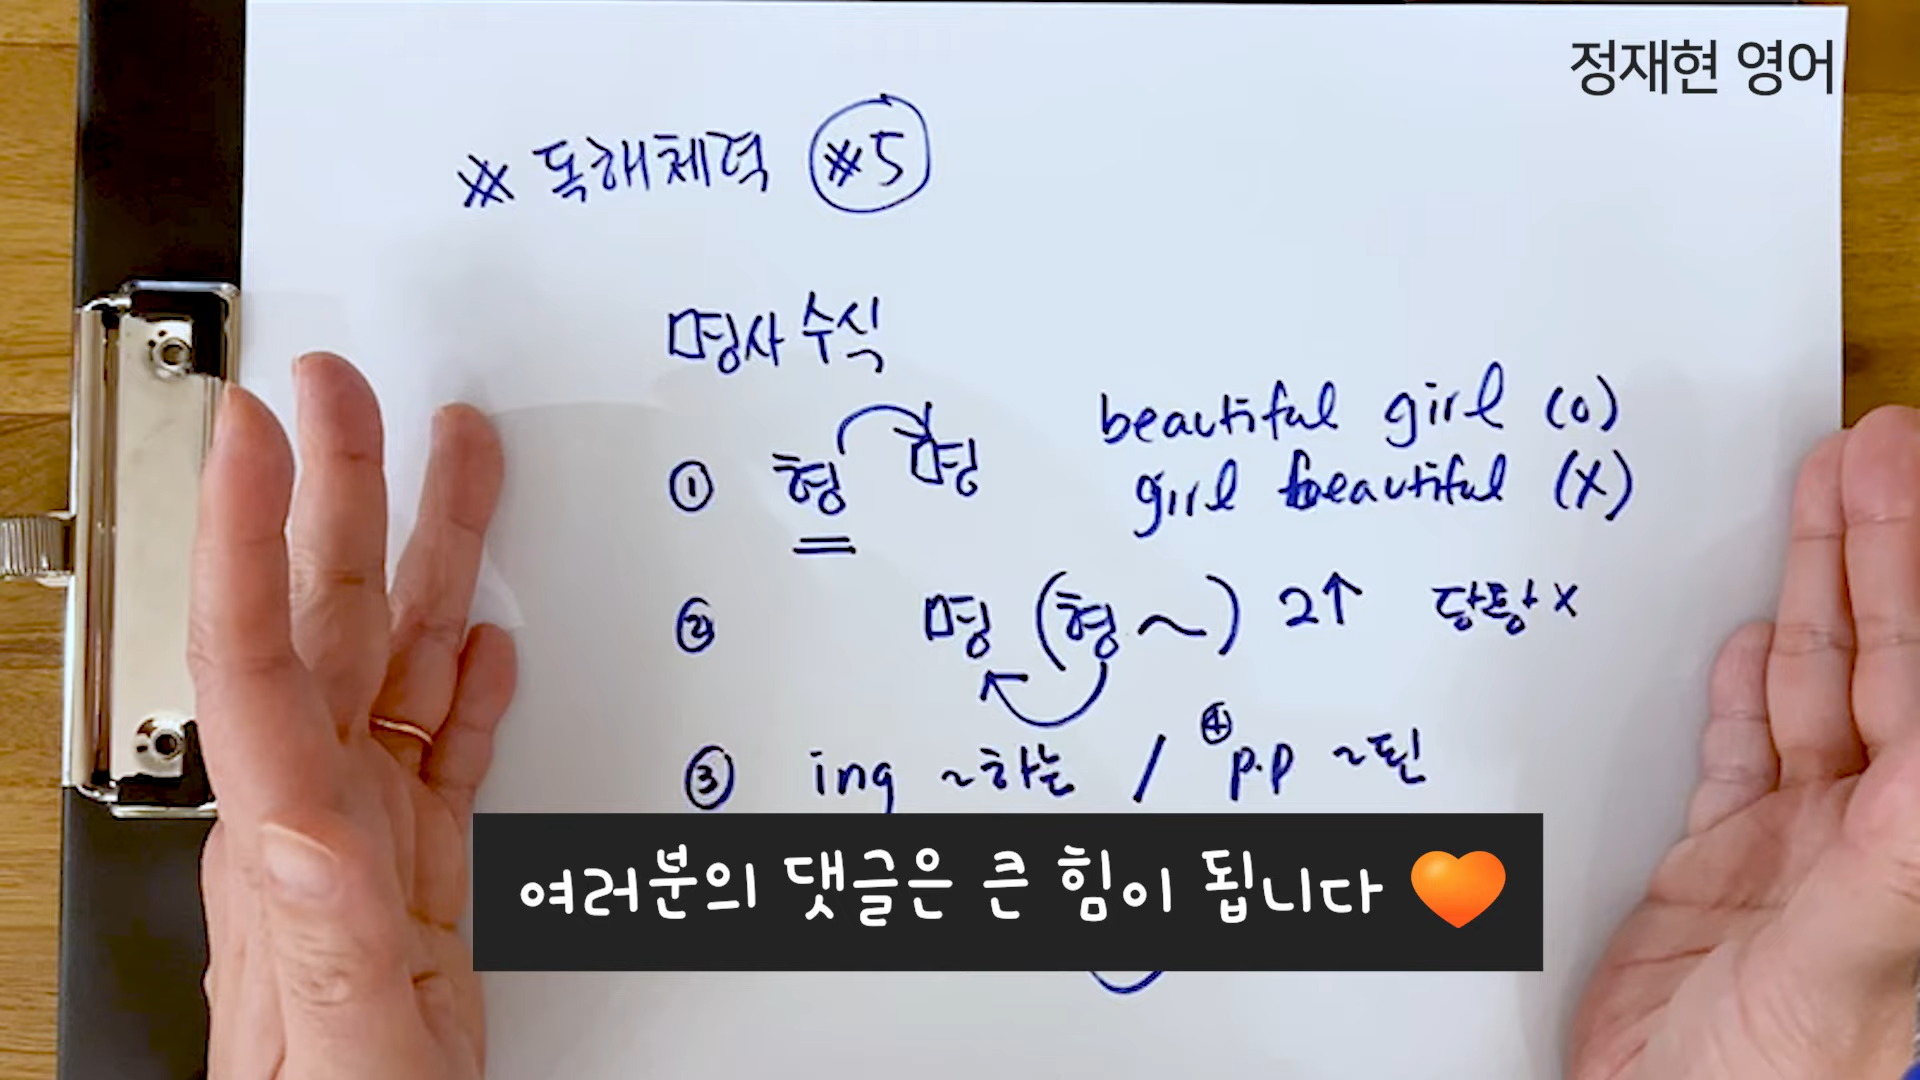 정재현 영어
※ 독해체력 #5
명사 수식
① 형 명 beautiful girl (o)
girl beautiful (x)
② 명 (형 ~) 2↑ 당황 x
③ ing ~하는 / ④ p.p ~된
여러분의 댓글은 큰 힘이 됩니다 🧡